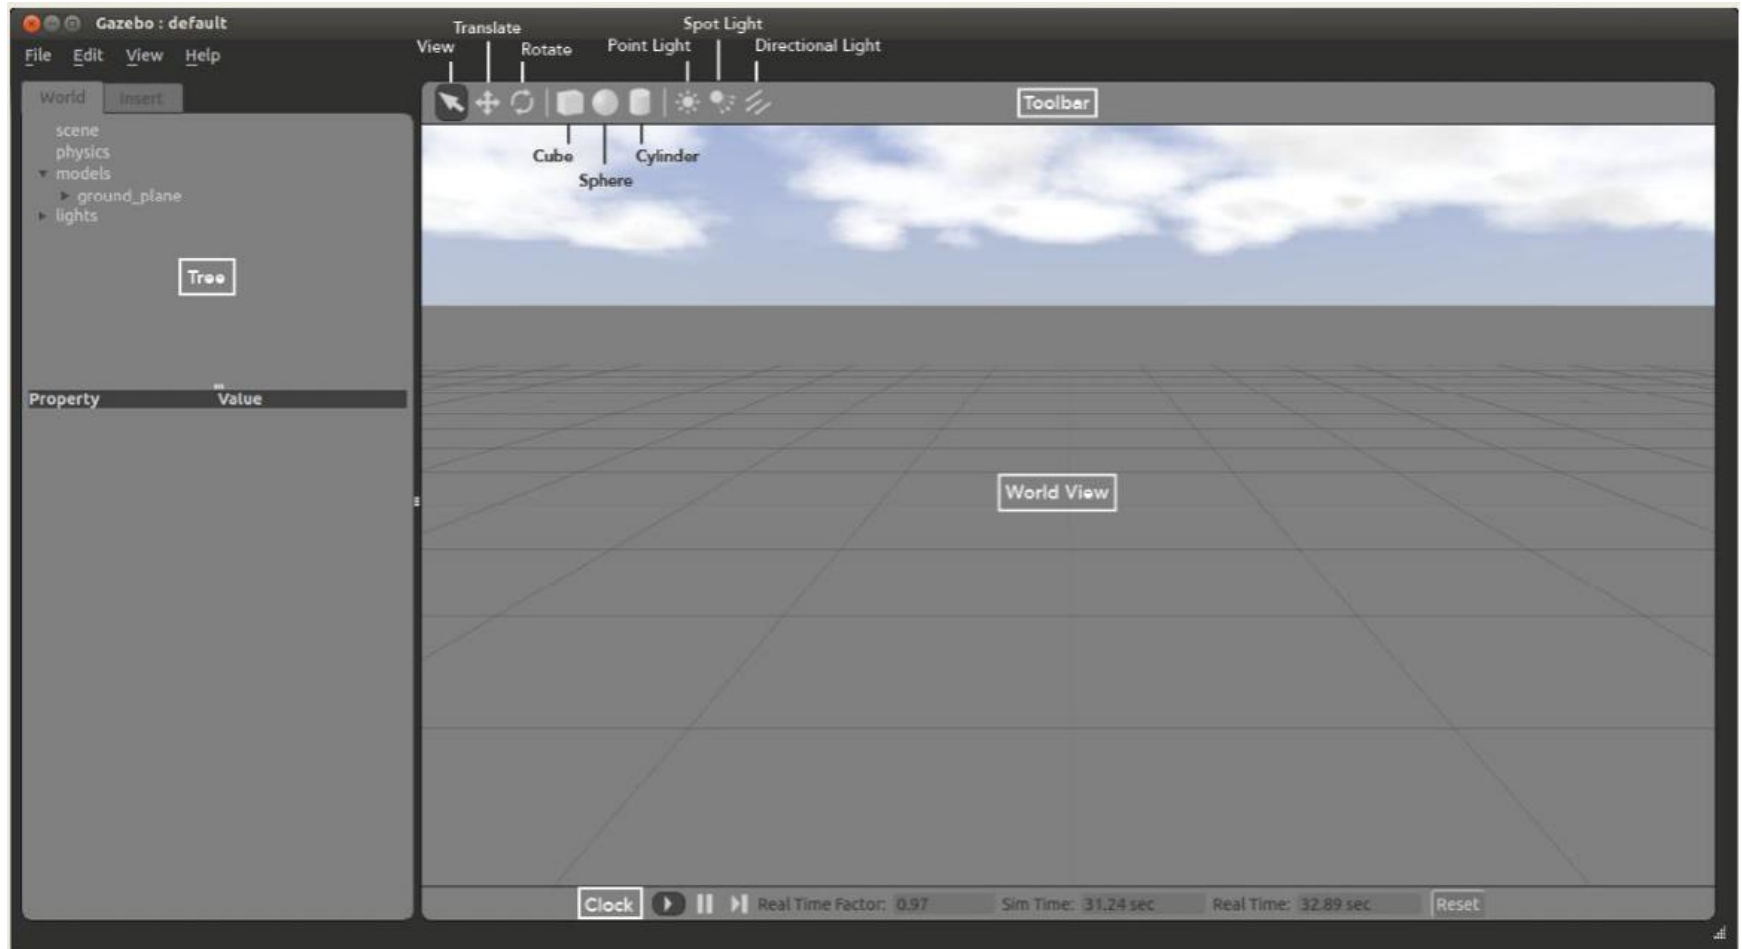 Gazebo : default
File Edit View Help
Translate
Spot Light
View
Rotate
Point Light
Directional Light
World Insert
Toolbar
scene
physics
models
ground_plane
lights
Cube
Cylinder
Sphere
Tree
Property Value
World View
Clock Real Time Factor: 0.97 Sim Time: 31.24 sec Real Time: 32.89 sec Reset